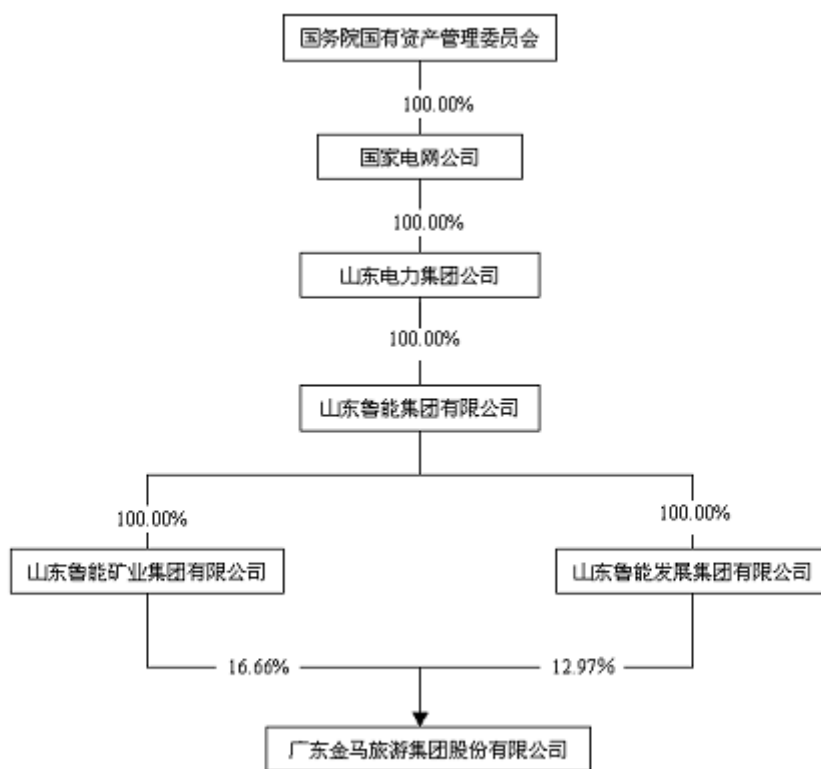 国务院国有资产管理委员会
100.00%
国家电网公司
100.00%
山东电力集团公司
100.00%
山东鲁能集团有限公司
100.00%
100.00%
山东鲁能矿业集团有限公司
山东鲁能发展集团有限公司
16.66%
12.97%
广东金马旅游集团股份有限公司